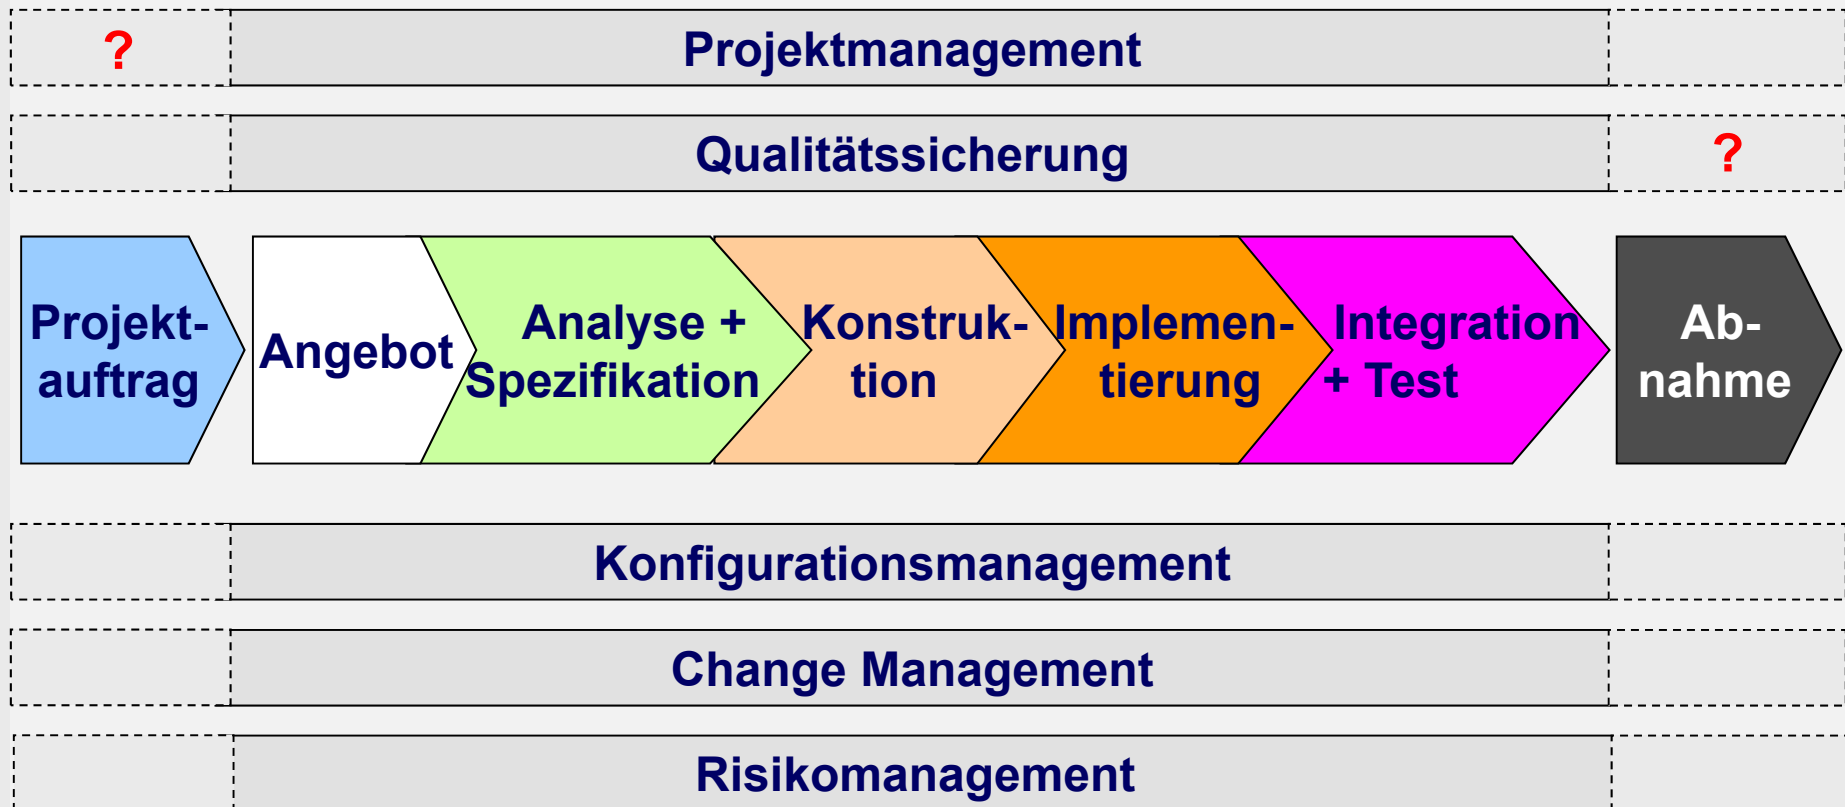 ?
Projektmanagement
Qualitätssicherung
?
Projekt-
auftrag
Angebot
Analyse +
Spezifikation
Konstruk-
tion
Implemen-
tierung
Integration
+ Test
Ab-
nahme
Konfigurationsmanagement
Change Management
Risikomanagement